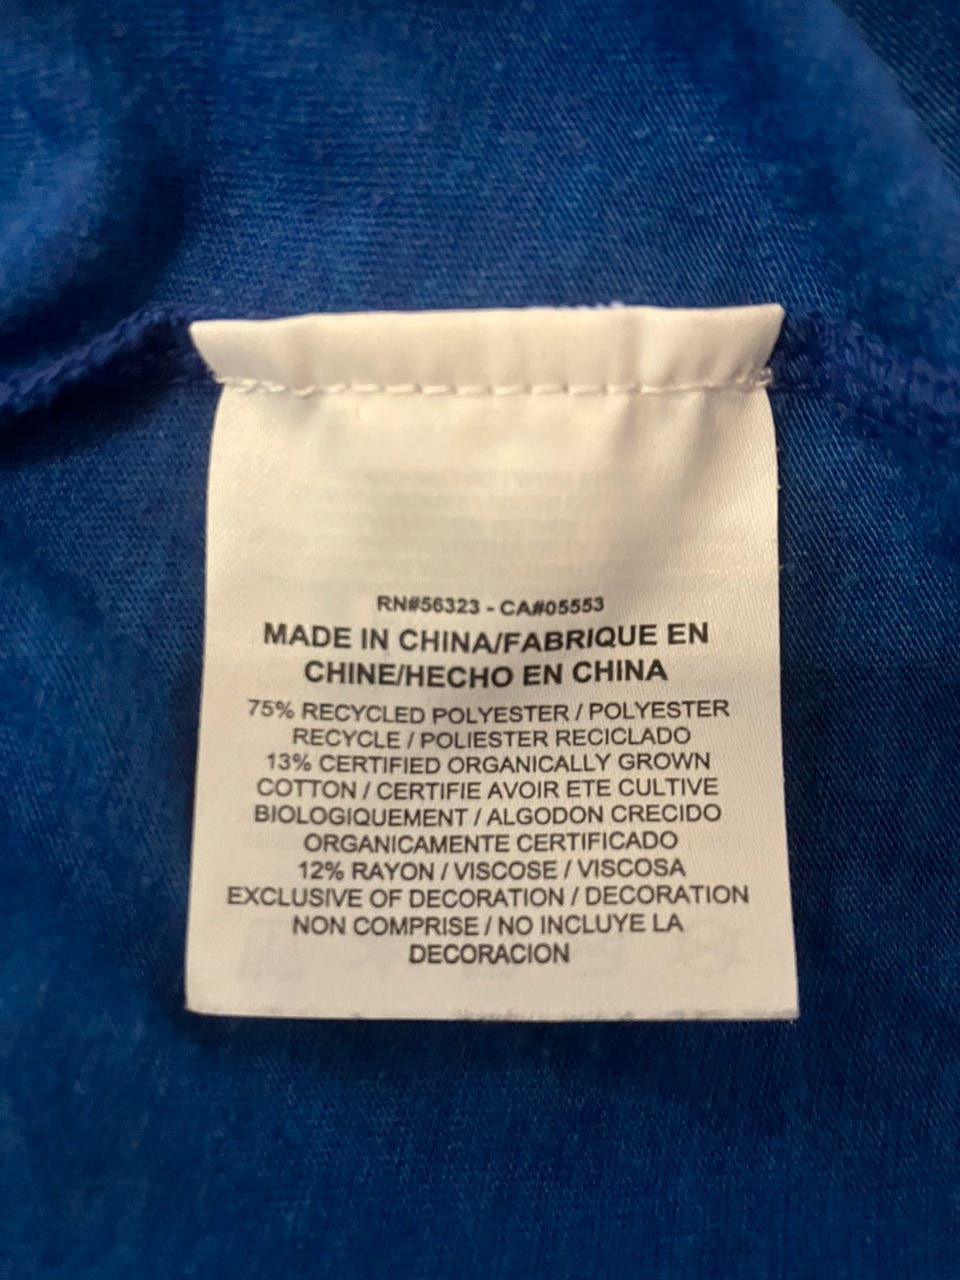 RN#56323 - CA#05553
MADE IN CHINA/FABRIQUE EN
CHINE/HECHO EN CHINA
75% RECYCLED POLYESTER / POLYESTER
RECYCLE / POLIESTER RECICLADO
13% CERTIFIED ORGANICALLY GROWN
COTTON / CERTIFIE AVOIR ETE CULTIVE
BIOLOGIQUEMENT / ALGODON CRECIDO
ORGANICAMENTE CERTIFICADO
12% RAYON / VISCOSE / VISCOSA
EXCLUSIVE OF DECORATION / DECORATION
NON COMPRISE / NO INCLUYE LA
DECORACION